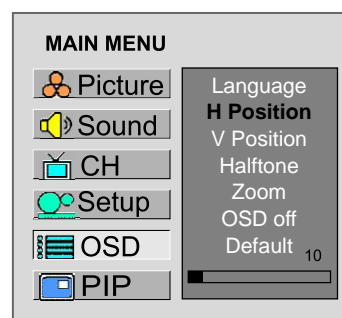 MAIN MENU
Picture
Sound
CH
Setup
OSD
PIP
Language
H Position
V Position
Halftone
Zoom
OSD off
Default
10